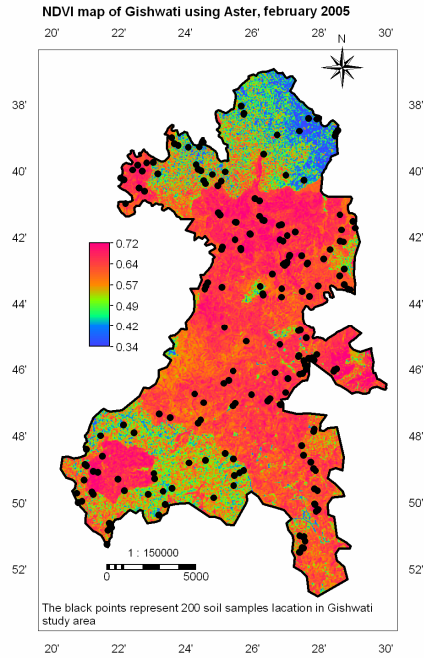 NDVI map of Gishwati using Aster, february 2005
20' 22' 24' 26' 28' 30'
N
38' 38'
40' 40'
42' 42'
0.72
0.64
0.57
0.49
0.42
0.34
44' 44'
46' 46'
48' 48'
50' 50'
1 : 150000
0 5000
52' 52'
The black points represent 200 soil samples lacation in Gishwati
study area
20' 22' 24' 26' 28' 30'